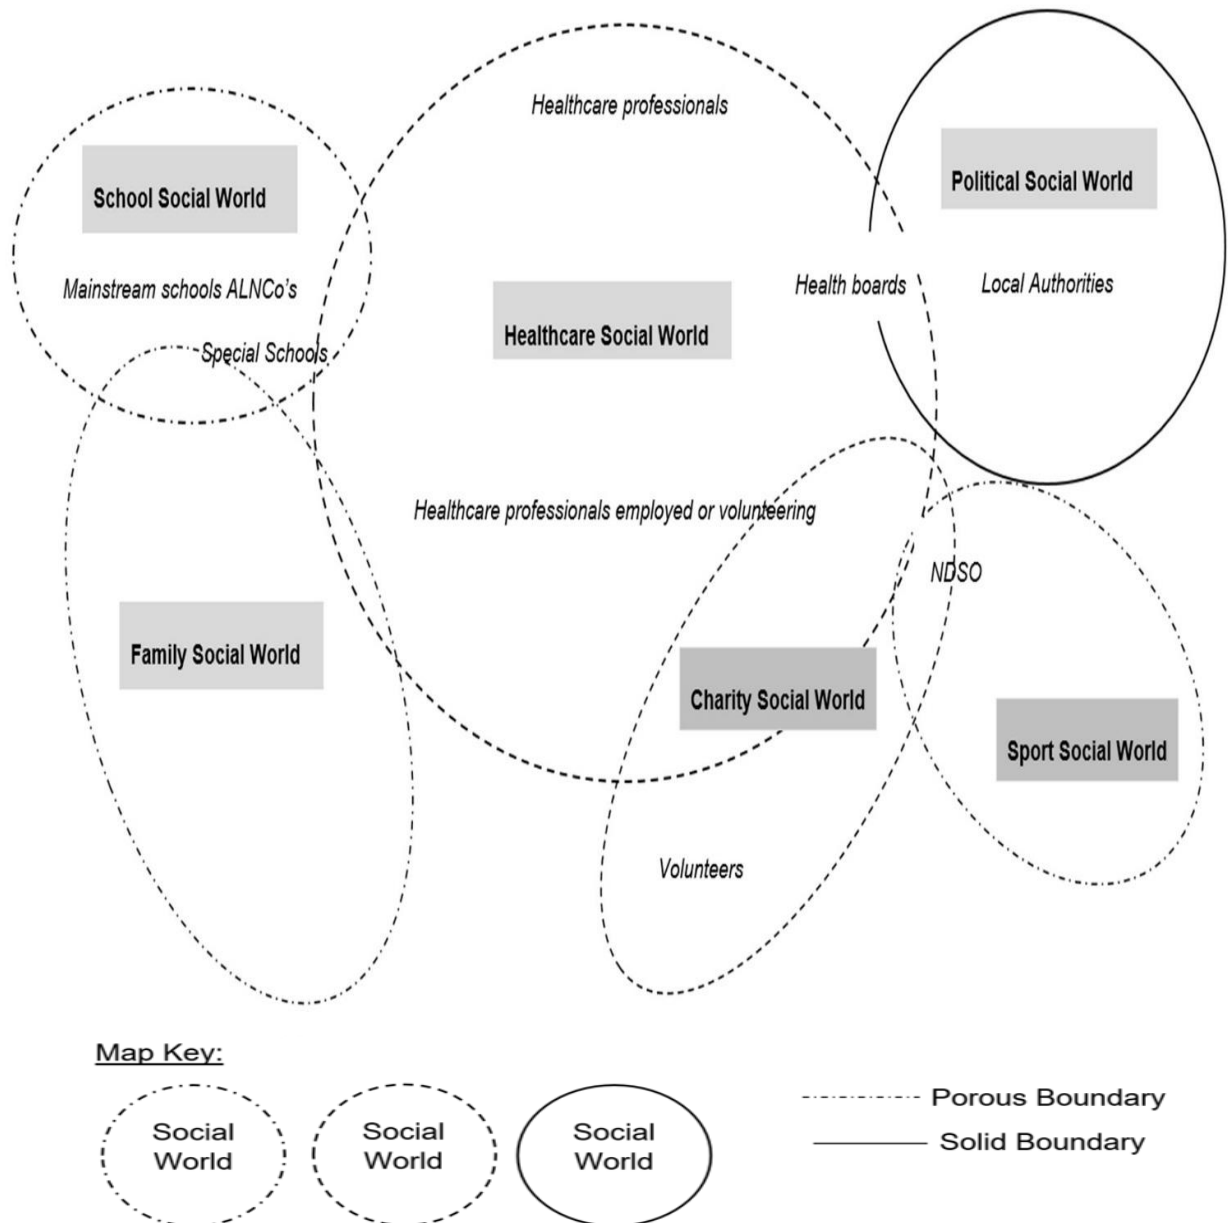 Healthcare professionals
School Social World
Political Social World
Mainstream schools ALNCo's
Health boards
Local Authorities
Healthcare Social World
Special Schools
Healthcare professionals employed or volunteering
NDSO
Family Social World
Charity Social World
Sport Social World
Volunteers
Map Key:
Social
World
Social
World
Social
World
Porous Boundary
Solid Boundary